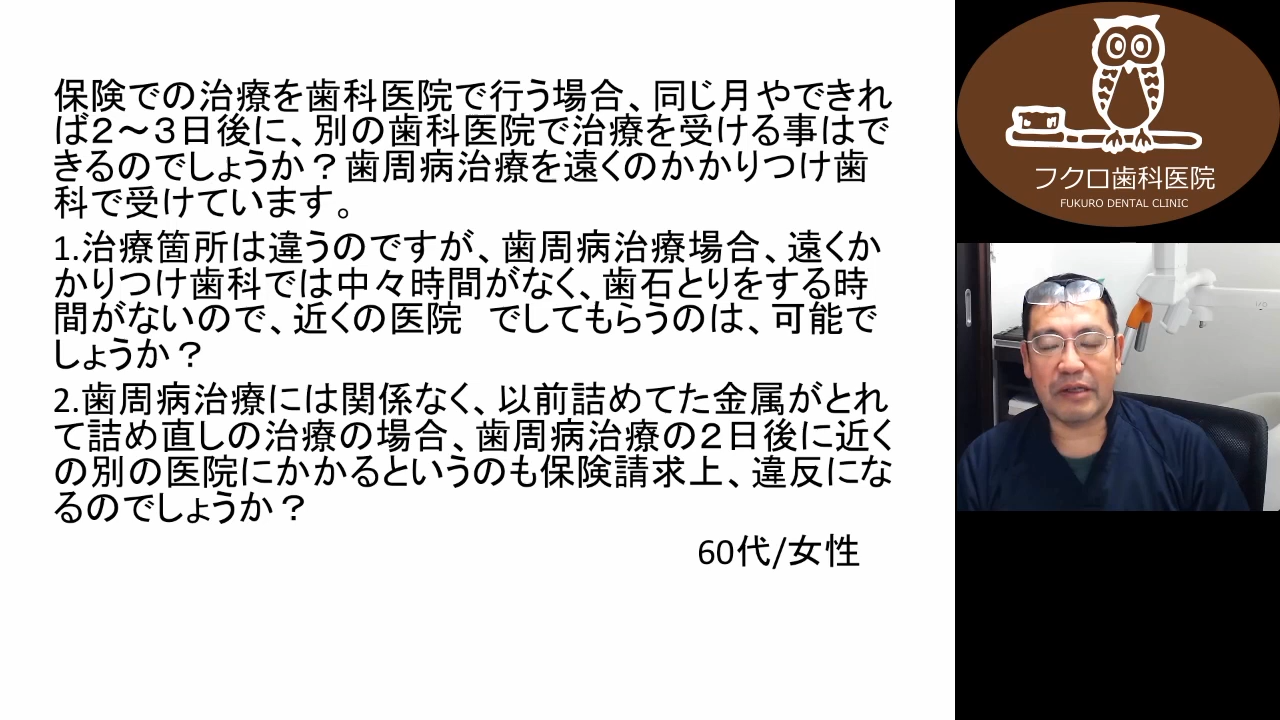 保険での治療を歯科医院で行う場合、同じ月やできれ
ば２～３日後に、別の歯科医院で治療を受ける事はで
きるのでしょうか？歯周病治療を遠くのかかりつけ歯
科で受けています。
1.治療箇所は違うのですが、歯周病治療場合、遠くか
かりつけ歯科では中々時間がなく、歯石とりをする時
間がないので、近くの医院　でしてもらうのは、可能で
しょうか？
2.歯周病治療には関係なく、以前詰めてた金属がとれ
て詰め直しの治療の場合、歯周病治療の２日後に近く
の別の医院にかかるというのも保険請求上、違反にな
るのでしょうか？
60代/女性
フクロ歯科医院
FUKURO DENTAL CLINIC